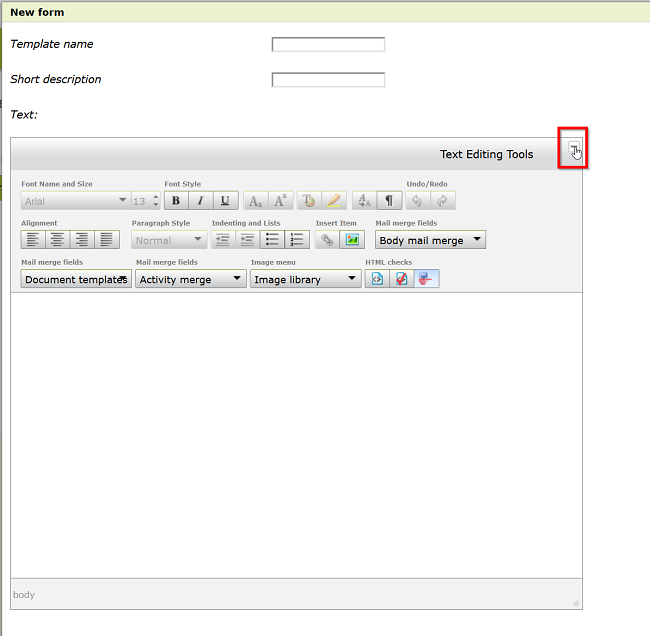 New form
Template name
Short description
Text:
Text Editing Tools
Font Name and Size Font Style Undo/Redo
Arial 13 B I U
Alignment Paragraph Style Indenting and Lists Insert Item Mail merge fields
Normal Body mail merge
Mail merge fields Mail merge fields Image menu HTML checks
Document templates Activity merge Image library
body